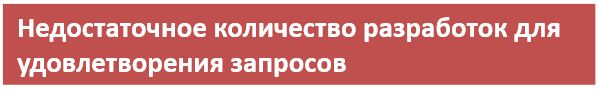 Недостаточное количество разработок для
удовлетворения запросов